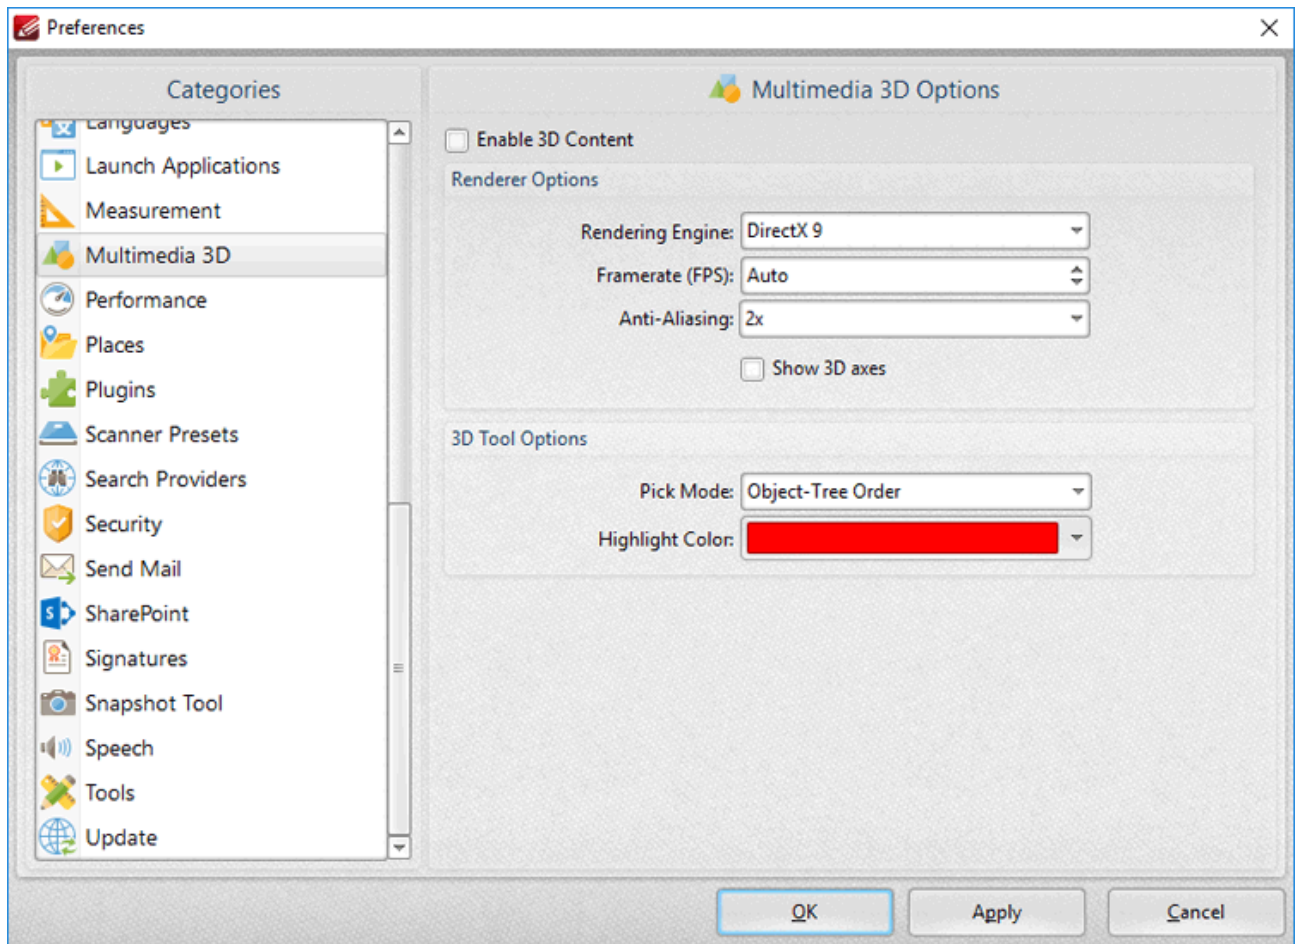 Preferences
Categories
Languages
Launch Applications
Measurement
Multimedia 3D
Performance
Places
Plugins
Scanner Presets
Search Providers
Security
Send Mail
SharePoint
Signatures
Snapshot Tool
Speech
Tools
Update
Multimedia 3D Options
Enable 3D Content
Renderer Options
Rendering Engine: DirectX 9
Framerate (FPS): Auto
Anti-Aliasing: 2x
Show 3D axes
3D Tool Options
Pick Mode: Object-Tree Order
Highlight Color:
OK Apply Cancel